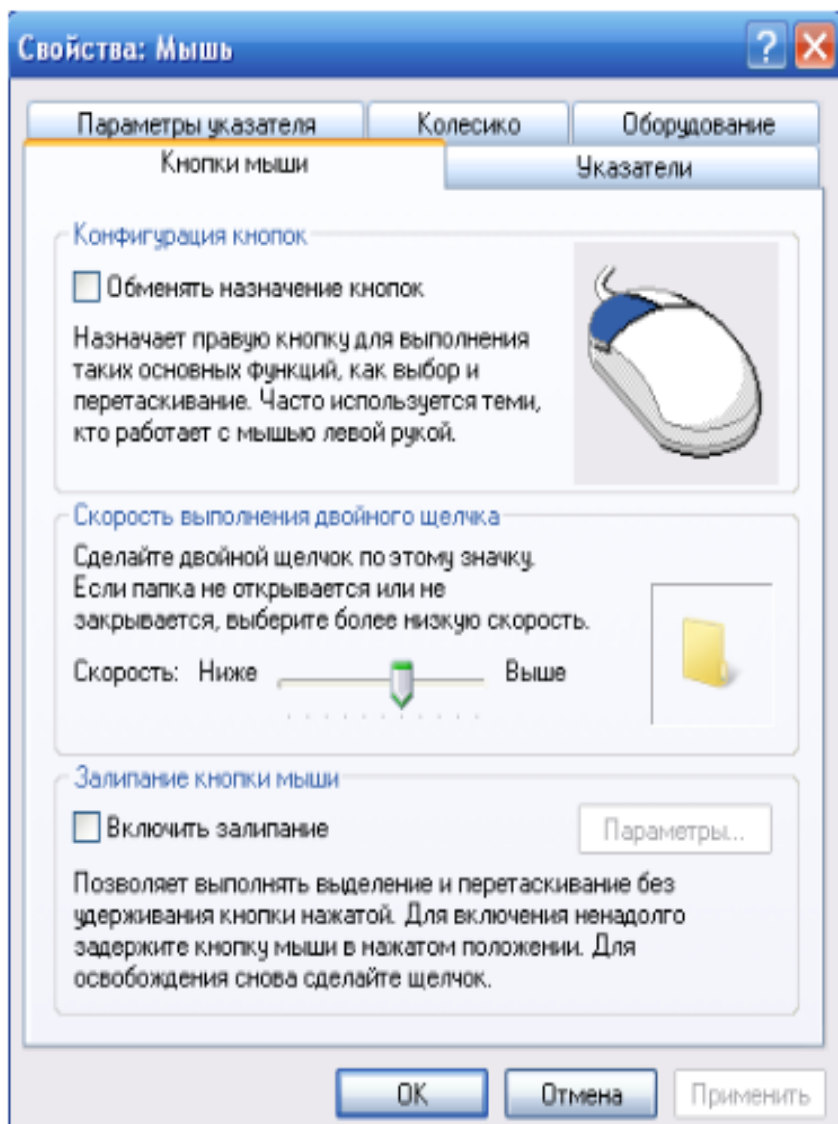 Свойства: Мышь
Параметры указателя
Колесико
Оборудование
Кнопки мыши
Указатели
Конфигурация кнопок
Обменять назначение кнопок
Назначает правую кнопку для выполнения
таких основных функций, как выбор и
перетаскивание. Часто используется теми,
кто работает с мышью левой рукой.
Скорость выполнения двойного щелчка
Сделайте двойной щелчок по этому значку.
Если папка не открывается или не
закрывается, выберите более низкую скорость.
Скорость: Ниже Выше
Залипание кнопки мыши
Включить залипание
Параметры...
Позволяет выполнять выделение и перетаскивание без
удерживания кнопки нажатой. Для включения ненадолго
задержите кнопку мыши в нажатом положении. Для
освобождения снова сделайте щелчок.
ОК
Отмена
Применить